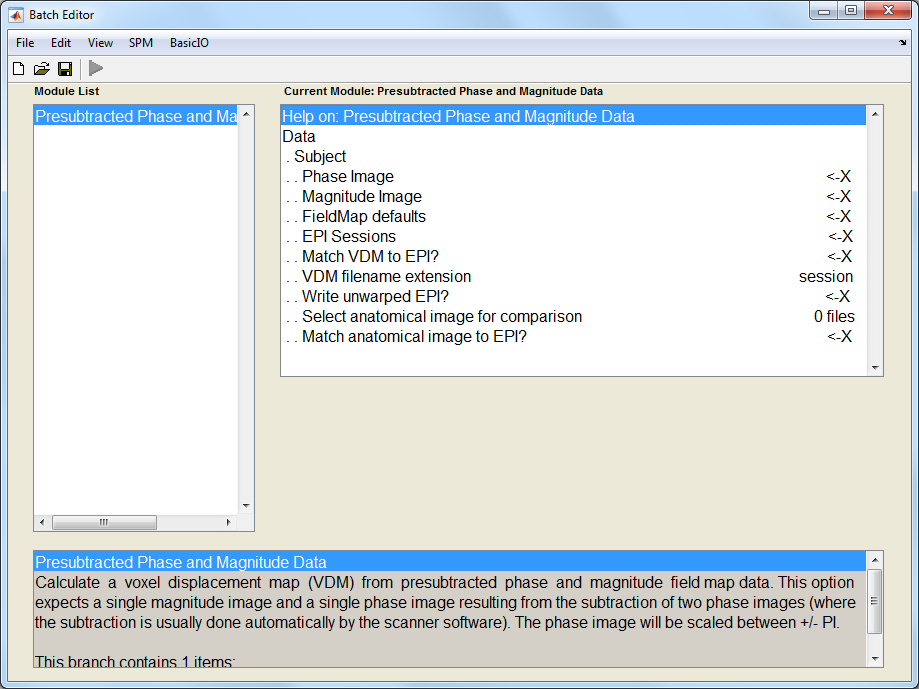 Batch Editor
File Edit View SPM BasicIO
Module List
Current Module: Presubtracted Phase and Magnitude Data
Presubtracted Phase and Ma
Help on: Presubtracted Phase and Magnitude Data
Data
. Subject
. . Phase Image <-X
. . Magnitude Image <-X
. . FieldMap defaults <-X
. . EPI Sessions <-X
. . Match VDM to EPI? <-X
. . VDM filename extension session
. . Write unwarped EPI? <-X
. . Select anatomical image for comparison 0 files
. . Match anatomical image to EPI? <-X
Presubtracted Phase and Magnitude Data
Calculate a voxel displacement map (VDM) from presubtracted phase and magnitude field map data. This option
expects a single magnitude image and a single phase image resulting from the subtraction of two phase images (where
the subtraction is usually done automatically by the scanner software). The phase image will be scaled between +/- PI.
This branch contains 1 items: